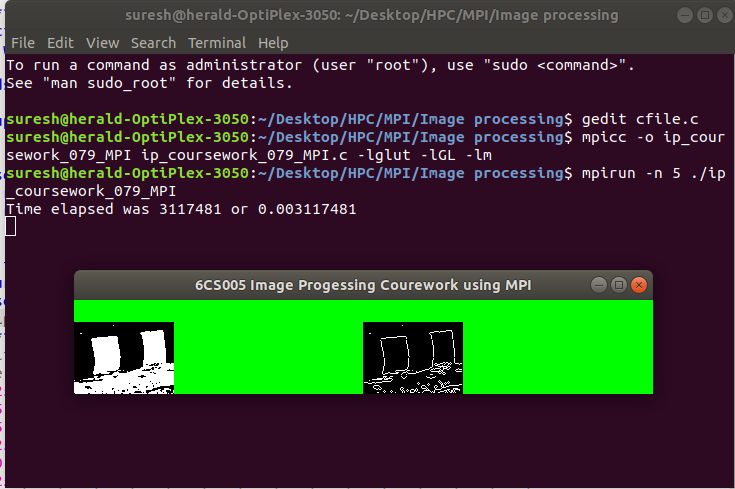 suresh@herald-OptiPlex-3050: ~/Desktop/HPC/MPI/Image processing
File Edit View Search Terminal Help
To run a command as administrator (user "root"), use "sudo <command>".
See "man sudo_root" for details.
suresh@herald-OptiPlex-3050:~/Desktop/HPC/MPI/Image processing$ gedit cfile.c
suresh@herald-OptiPlex-3050:~/Desktop/HPC/MPI/Image processing$ mpicc -o ip_cour
sework_079_MPI ip_coursework_079_MPI.c -lglut -lGL -lm
suresh@herald-OptiPlex-3050:~/Desktop/HPC/MPI/Image processing$ mpirun -n 5 ./ip
_coursework_079_MPI
Time elapsed was 3117481 or 0.003117481
6CS005 Image Progessing Courework using MPI